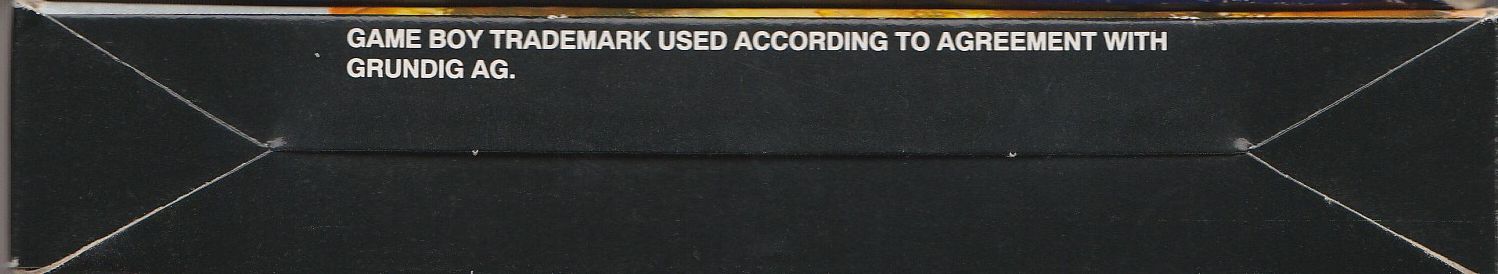 GAME BOY TRADEMARK USED ACCORDING TO AGREEMENT WITH
GRUNDIG AG.